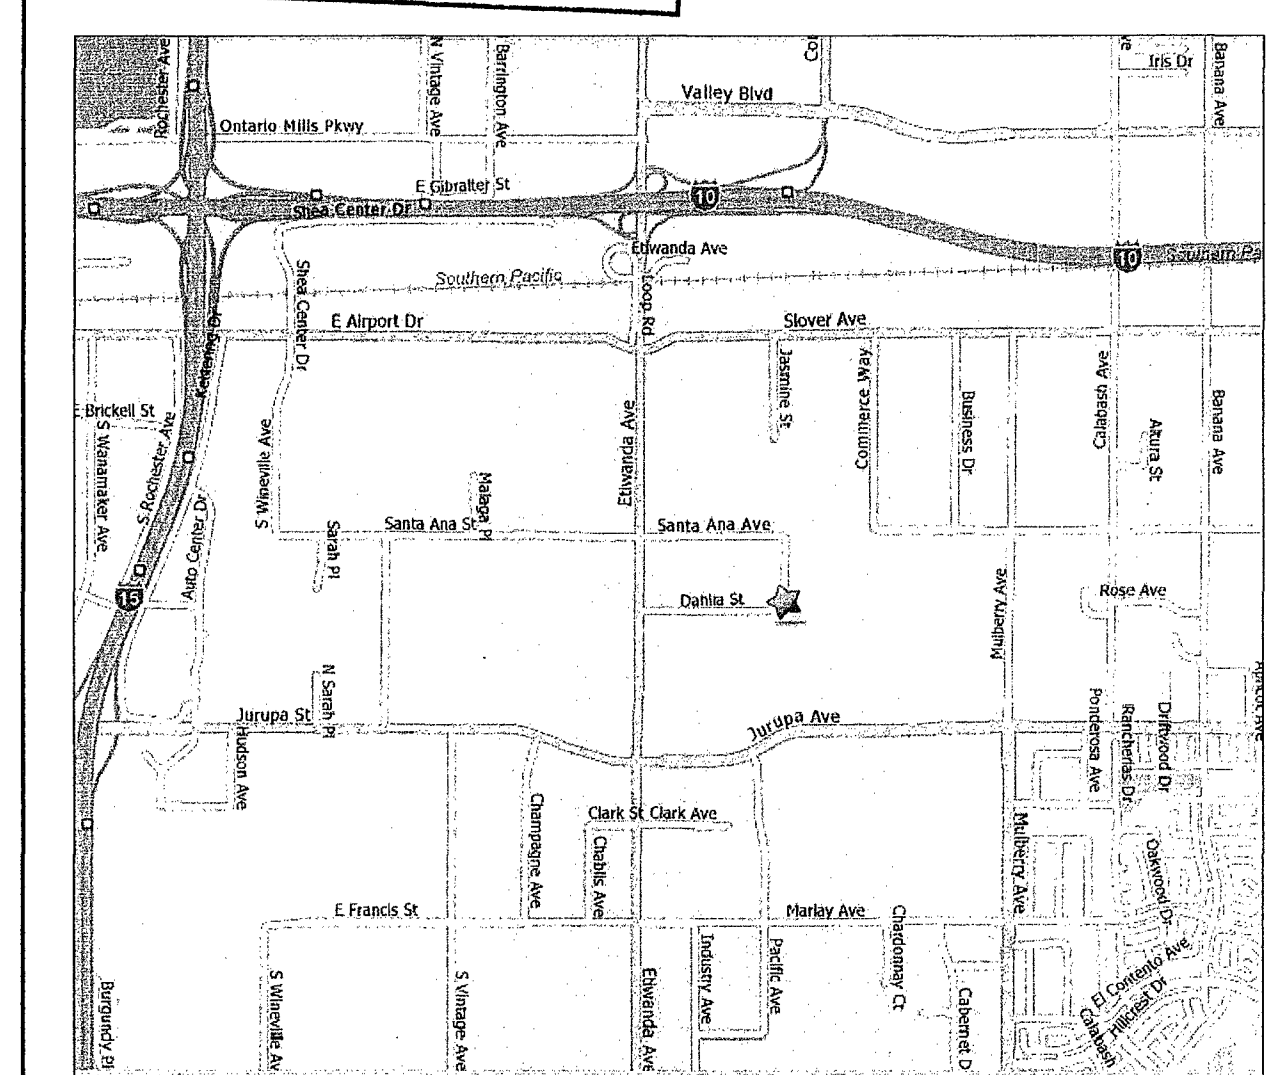 Rochester Ave
N Vintage Ave
Barrington Ave
Valley Blvd
Iris Dr
Banana Ave
Ontario Mills Pkwy
E Gibralter St
10
Shea Center Dr
Etiwanda Ave
10
Southern Pacific
Shea Center Dr
Loop Rd
E Airport Dr
Slover Ave
Kettering Dr
Jasmine St
Commerce Way
Calabash Ave
E Brickell St
S Wanamaker Ave
S Rochester Ave
S Wineville Ave
Etiwanda Ave
Business Dr
Altura St
Banana Ave
Malaga Pl
Santa Ana St
Santa Ana Ave
Sarah Pl
Auto Center Dr
15
Dahlia St
Mulberry Ave
Rose Ave
N Sarah Pl
Jurupa St
Jurupa Ave
Hudson Ave
Ponderosa Ave
Rancherias Dr
Driftwood Dr
Champagne Ave
Clark St Clark Ave
Chablis Ave
Mulberry Ave
Oakwood Dr
E Francis St
Marlay Ave
Chardonnay Ct
Industry Ave
Pacific Ave
El Contento Ave
Hillcrest Dr
Calabash
Burgundy Pl
S Wineville Av
S Vintage Ave
Etiwanda Ave
Cabernet D